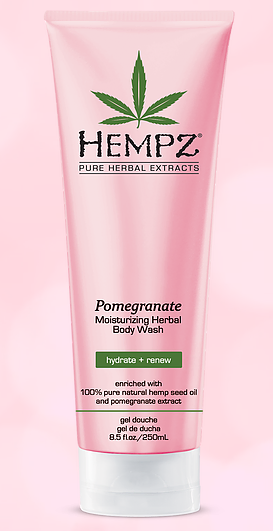 HEMPZ®
PURE HERBAL EXTRACTS
Pomegranate
Moisturizing Herbal
Body Wash
hydrate + renew
enriched with
100% pure natural hemp seed oil
and pomegranate extract
gel douche
gel de ducha
8.5 fl.oz./250mL